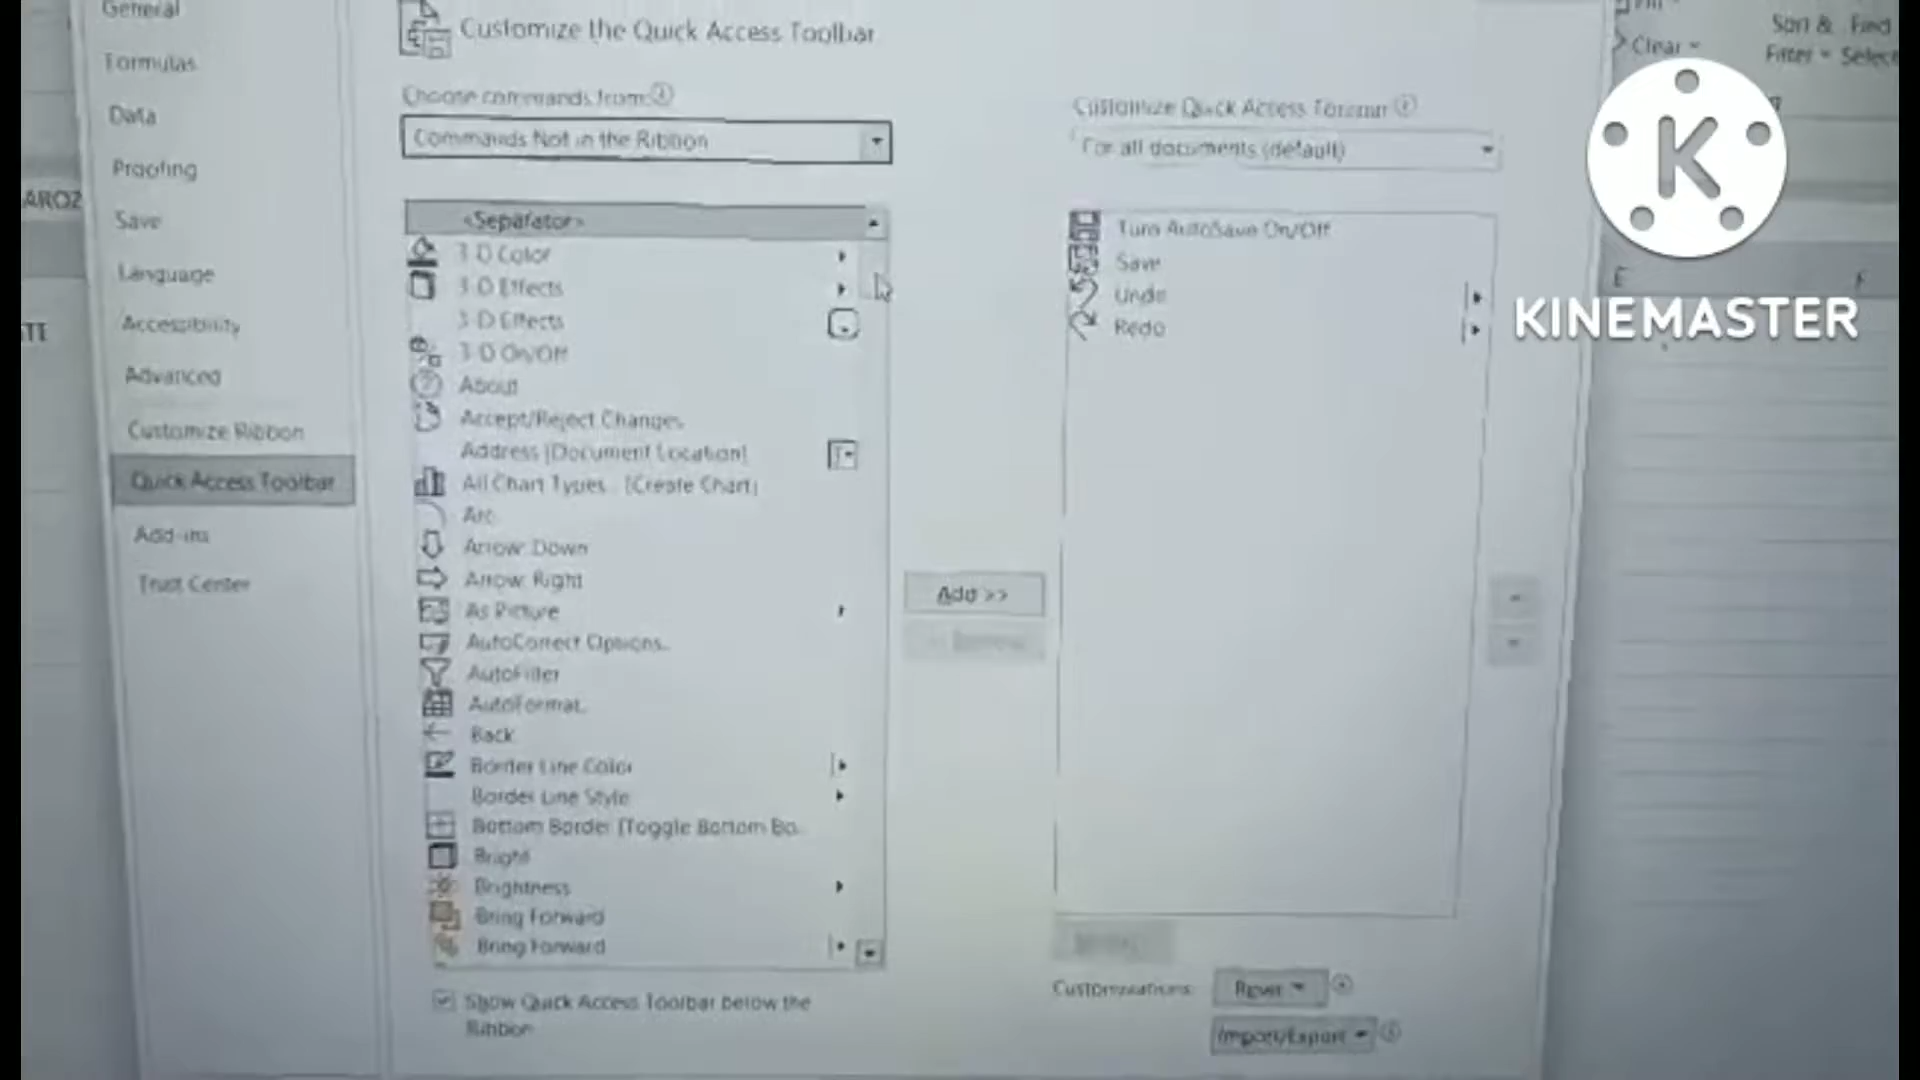 General
Formulas
Data
Proofing
Save
Language
Accessibility
Advanced
Customize Ribbon
Quick Access Toolbar
Add-ins
Trust Center
Customize the Quick Access Toolbar
Choose commands from:
Commands Not in the Ribbon
<Separator>
3-D Color
3-D Effects
3-D Effects
3-D On/Off
About
Accept/Reject Changes
Address [Document Location]
All Chart Types... [Create Chart]
Arc
Arrow: Down
Arrow: Right
As Picture
AutoCorrect Options...
AutoFilter
AutoFormat...
Back
Border Line Color
Border Line Style
Bottom Border [Toggle Bottom Bo...
Bright
Brightness
Bring Forward
Bring Forward
Show Quick Access Toolbar below the
Ribbon
Add >>
<< Remove
Customize Quick Access Toolbar:
For all documents (default)
Turn AutoSave On/Off
Save
Undo
Redo
Customizations:
Reset
Import/Export
Fill
Clear
Sort & Find
Filter Select
AROZ
TE
E F
KINEMASTER